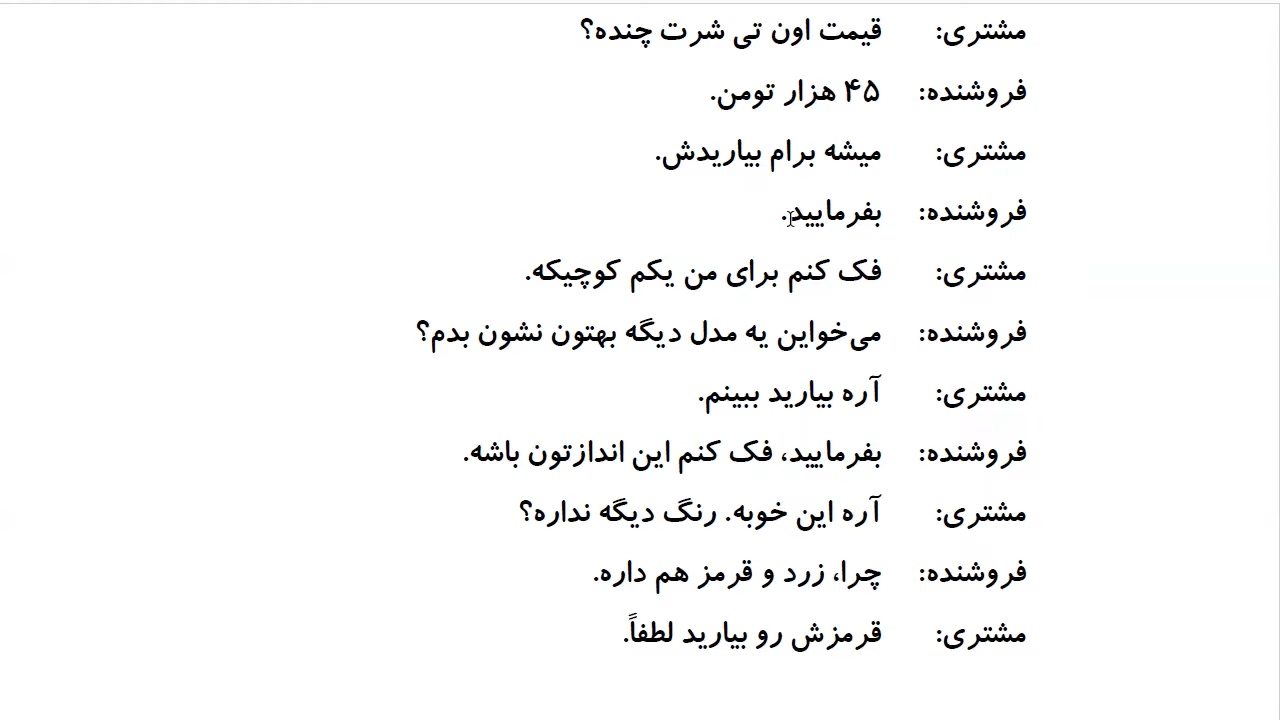 مشتری: قیمت اون تی شرت چنده؟
فروشنده: ۴۵ هزار تومن.
مشتری: میشه برام بیاریدش.
فروشنده: بفرمایید.
مشتری: فک کنم برای من یکم کوچیکه.
فروشنده: می‌خواین یه مدل دیگه بهتون نشون بدم؟
مشتری: آره بیارید ببینم.
فروشنده: بفرمایید، فک کنم این اندازتون باشه.
مشتری: آره این خوبه. رنگ دیگه نداره؟
فروشنده: چرا، زرد و قرمز هم داره.
مشتری: قرمزش رو بیارید لطفاً.